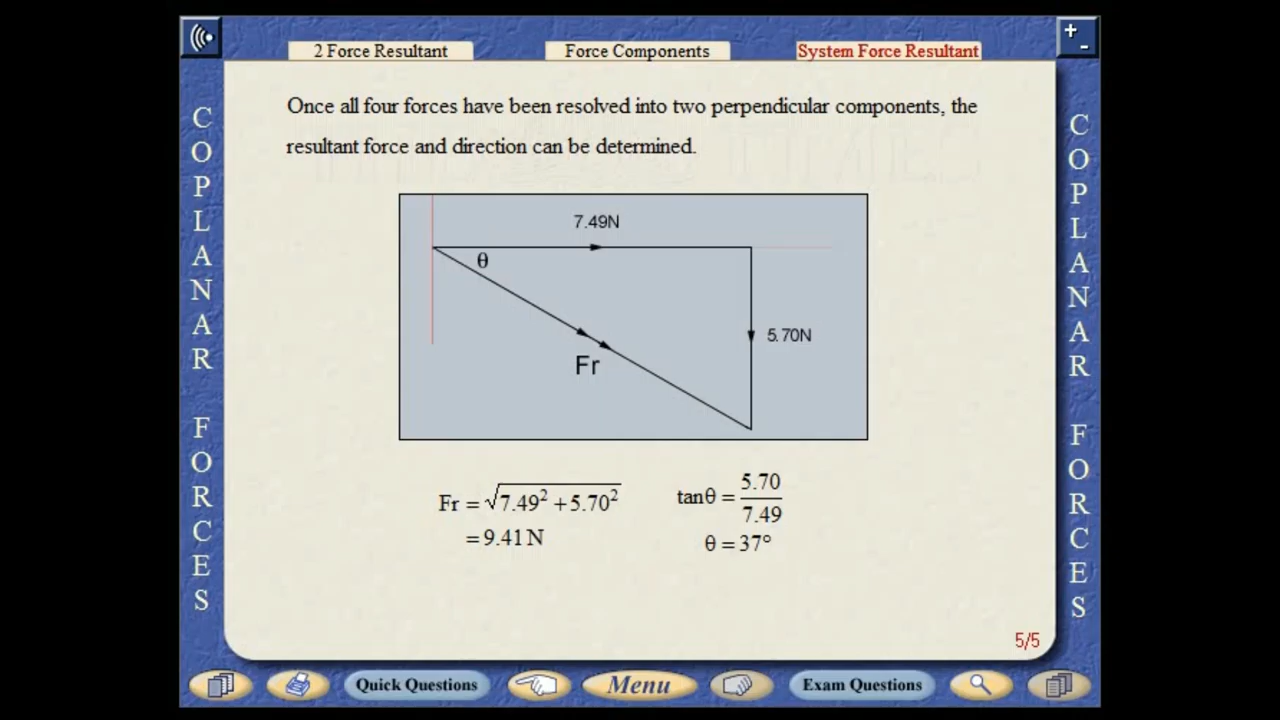 2 Force Resultant
Force Components
System Force Resultant
+
-
COPLANAR FORCES
COPLANAR FORCES
Once all four forces have been resolved into two perpendicular components, the
resultant force and direction can be determined.
7.49N
θ
5.70N
Fr
Fr = √7.49² + 5.70²
= 9.41 N
tanθ = 5.70/7.49
θ = 37°
5/5
Quick Questions
Menu
Exam Questions